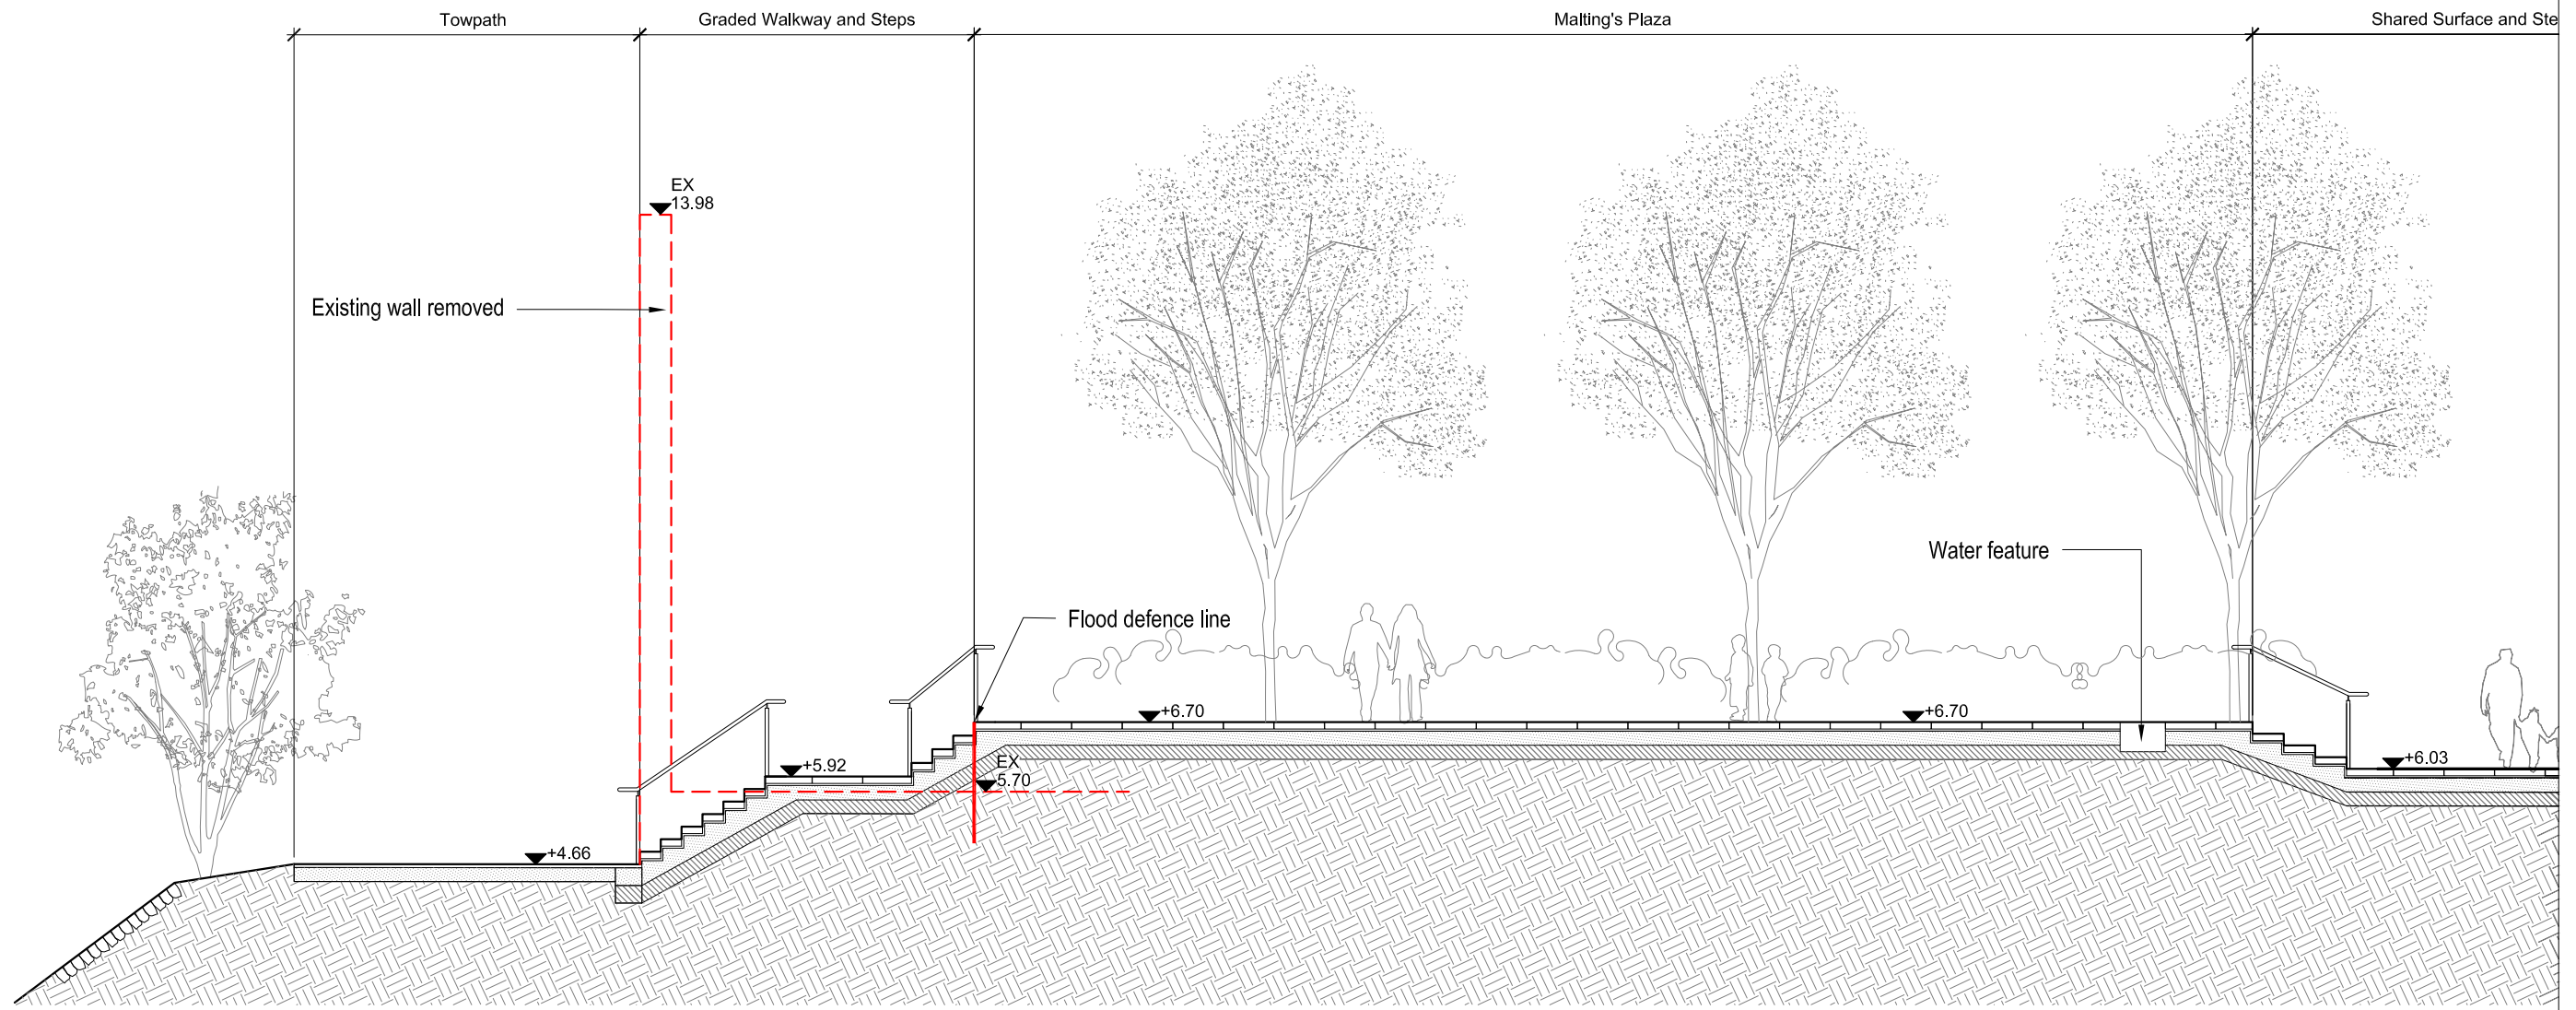 Towpath
Graded Walkway and Steps
Malting's Plaza
Shared Surface and Ste
EX
13.98
Existing wall removed
Water feature
Flood defence line
+6.70
+6.70
+5.92
EX
5.70
+6.03
+4.66